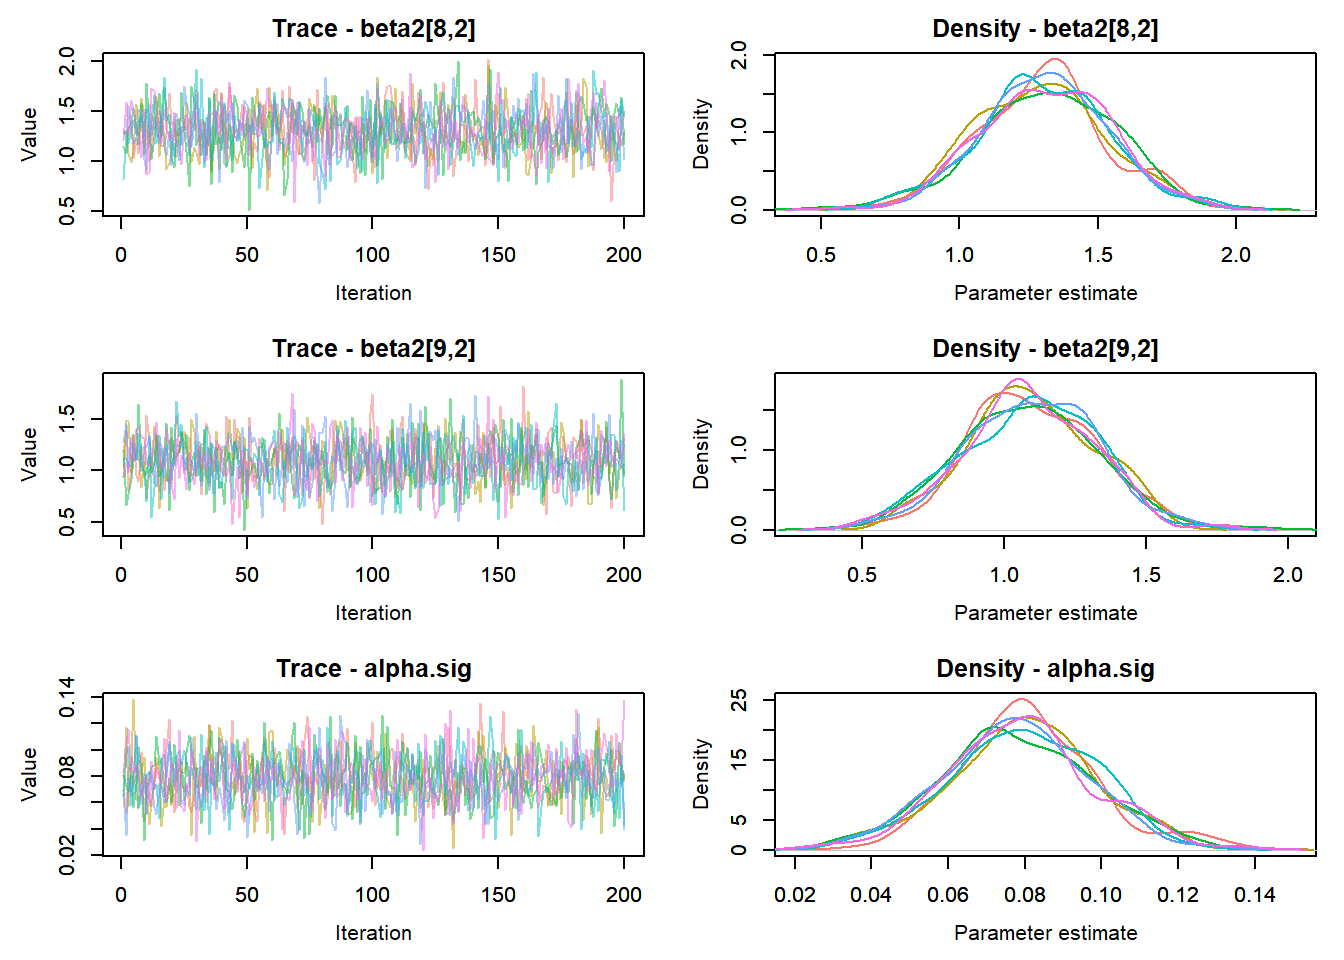 Trace - beta2[8,2]
Density - beta2[8,2]
Value
0.5 1.0 1.5 2.0
0 50 100 150 200
Iteration
Density
0.0 1.0 2.0
0.5 1.0 1.5 2.0
Parameter estimate
Trace - beta2[9,2]
Density - beta2[9,2]
Value
0.5 1.0 1.5
0 50 100 150 200
Iteration
Density
0.0 1.0
0.5 1.0 1.5 2.0
Parameter estimate
Trace - alpha.sig
Density - alpha.sig
Value
0.02 0.08 0.14
0 50 100 150 200
Iteration
Density
0 5 15 25
0.02 0.04 0.06 0.08 0.10 0.12 0.14
Parameter estimate